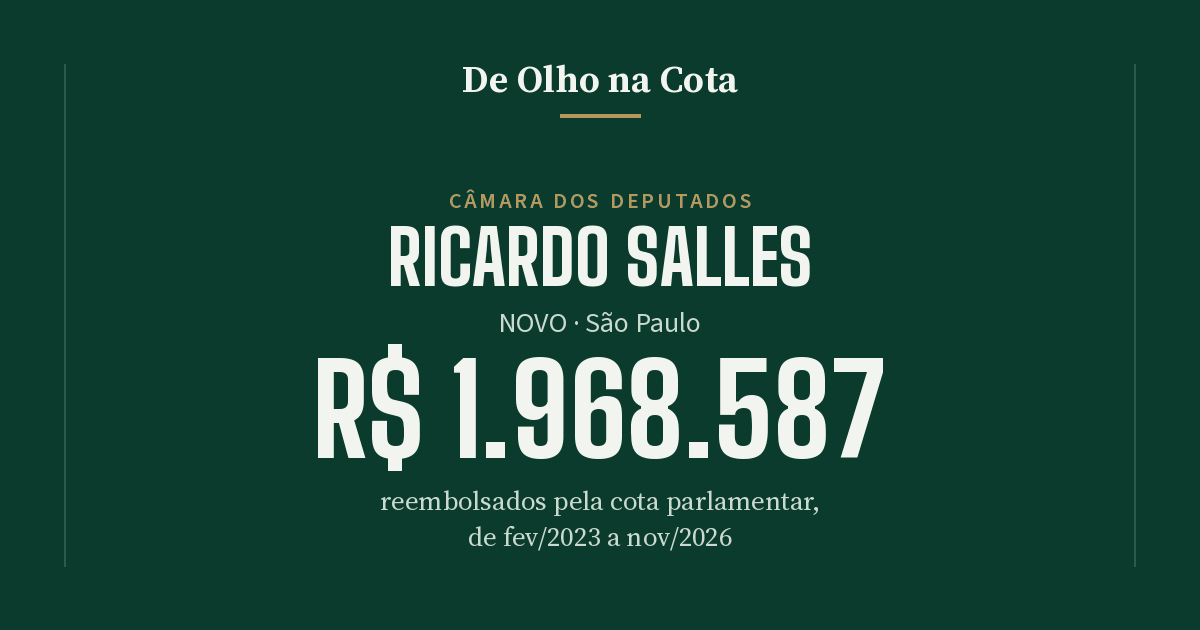 De Olho na Cota
CÂMARA DOS DEPUTADOS
RICARDO SALLES
NOVO · São Paulo
R$ 1.968.587
reembolsados pela cota parlamentar,
de fev/2023 a nov/2026